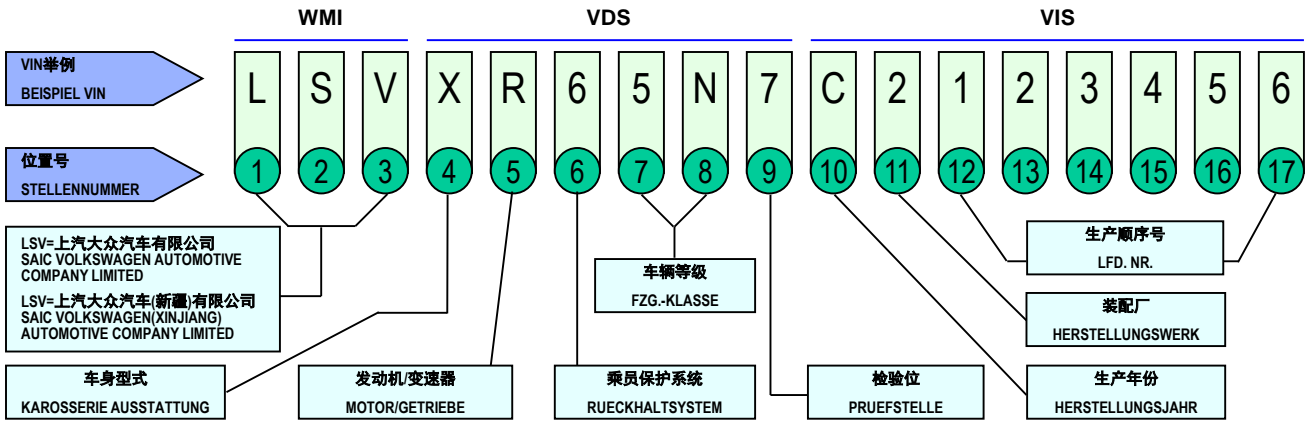 WMI VDS VIS
VIN举例
BEISPIEL VIN
L S V X R 6 5 N 7 C 2 1 2 3 4 5 6
位置号
STELLENNUMMER
1 2 3 4 5 6 7 8 9 10 11 12 13 14 15 16 17
LSV=上汽大众汽车有限公司
SAIC VOLKSWAGEN AUTOMOTIVE
COMPANY LIMITED
LSV=上汽大众汽车(新疆)有限公司
SAIC VOLKSWAGEN(XINJIANG)
AUTOMOTIVE COMPANY LIMITED
车辆等级
FZG.-KLASSE
生产顺序号
LFD. NR.
装配厂
HERSTELLUNGSWERK
车身型式
KAROSSERIE AUSSTATTUNG
发动机/变速器
MOTOR/GETRIEBE
乘员保护系统
RUECKHALTSYSTEM
检验位
PRUEFSTELLE
生产年份
HERSTELLUNGSJAHR